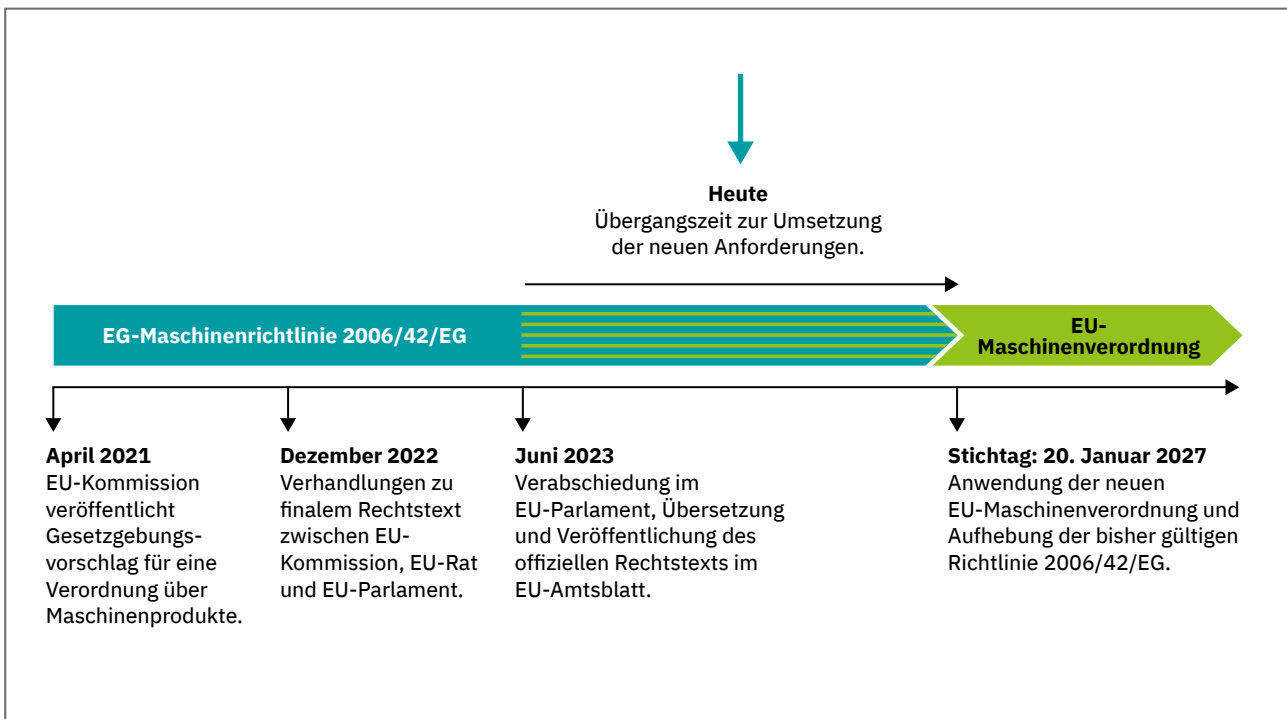 Heute
Übergangszeit zur Umsetzung
der neuen Anforderungen.
EG-Maschinenrichtlinie 2006/42/EG
EU-
Maschinenverordnung
April 2021
EU-Kommission
veröffentlicht
Gesetzgebungs-
vorschlag für eine
Verordnung über
Maschinenprodukte.
Dezember 2022
Verhandlungen zu
finalem Rechtstext
zwischen EU-
Kommission, EU-Rat
und EU-Parlament.
Juni 2023
Verabschiedung im
EU-Parlament, Übersetzung
und Veröffentlichung des
offiziellen Rechtstexts im
EU-Amtsblatt.
Stichtag: 20. Januar 2027
Anwendung der neuen
EU-Maschinenverordnung und
Aufhebung der bisher gültigen
Richtlinie 2006/42/EG.